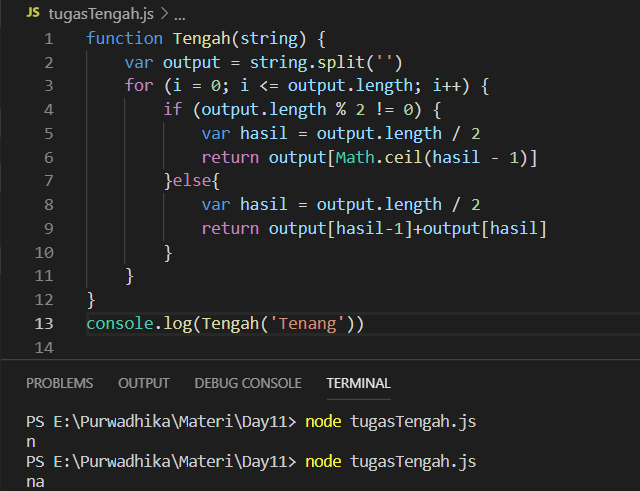 JS tugasTengah.js > ...
1 function Tengah(string) {
2 var output = string.split('')
3 for (i = 0; i <= output.length; i++) {
4 if (output.length % 2 != 0) {
5 var hasil = output.length / 2
6 return output[Math.ceil(hasil - 1)]
7 }else{
8 var hasil = output.length / 2
9 return output[hasil-1]+output[hasil]
10 }
11 }
12 }
13 console.log(Tengah('Tenang'))
14
PROBLEMS OUTPUT DEBUG CONSOLE TERMINAL
PS E:\Purwadhika\Materi\Day11> node tugasTengah.js
n
PS E:\Purwadhika\Materi\Day11> node tugasTengah.js
na